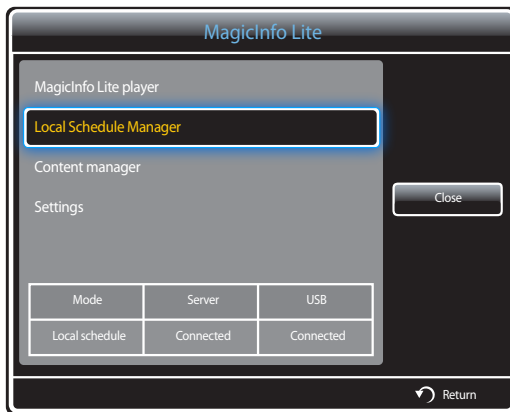 MagicInfo Lite
MagicInfo Lite player
Local Schedule Manager
Content manager
Settings
Close
Mode Server USB
Local schedule Connected Connected
Return